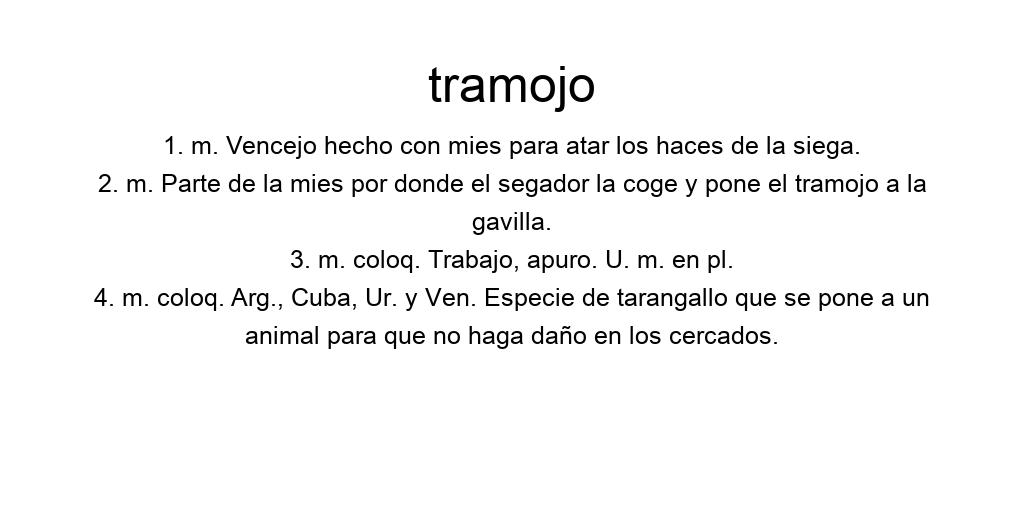 tramojo
1. m. Vencejo hecho con mies para atar los haces de la siega.
2. m. Parte de la mies por donde el segador la coge y pone el tramojo a la
gavilla.
3. m. coloq. Trabajo, apuro. U. m. en pl.
4. m. coloq. Arg., Cuba, Ur. y Ven. Especie de tarangallo que se pone a un
animal para que no haga daño en los cercados.